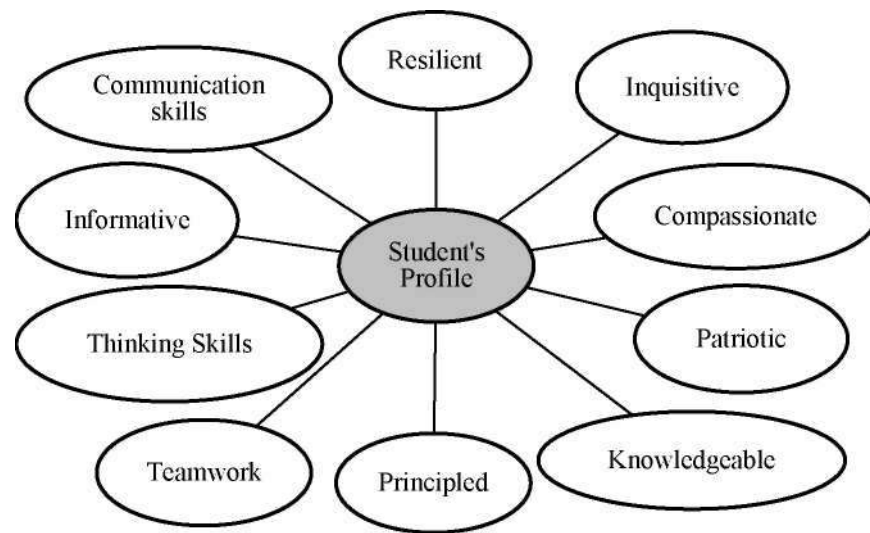 Resilient
Communication
skills
Inquisitive
Informative
Compassionate
Student's
Profile
Thinking Skills
Patriotic
Teamwork
Principled
Knowledgeable